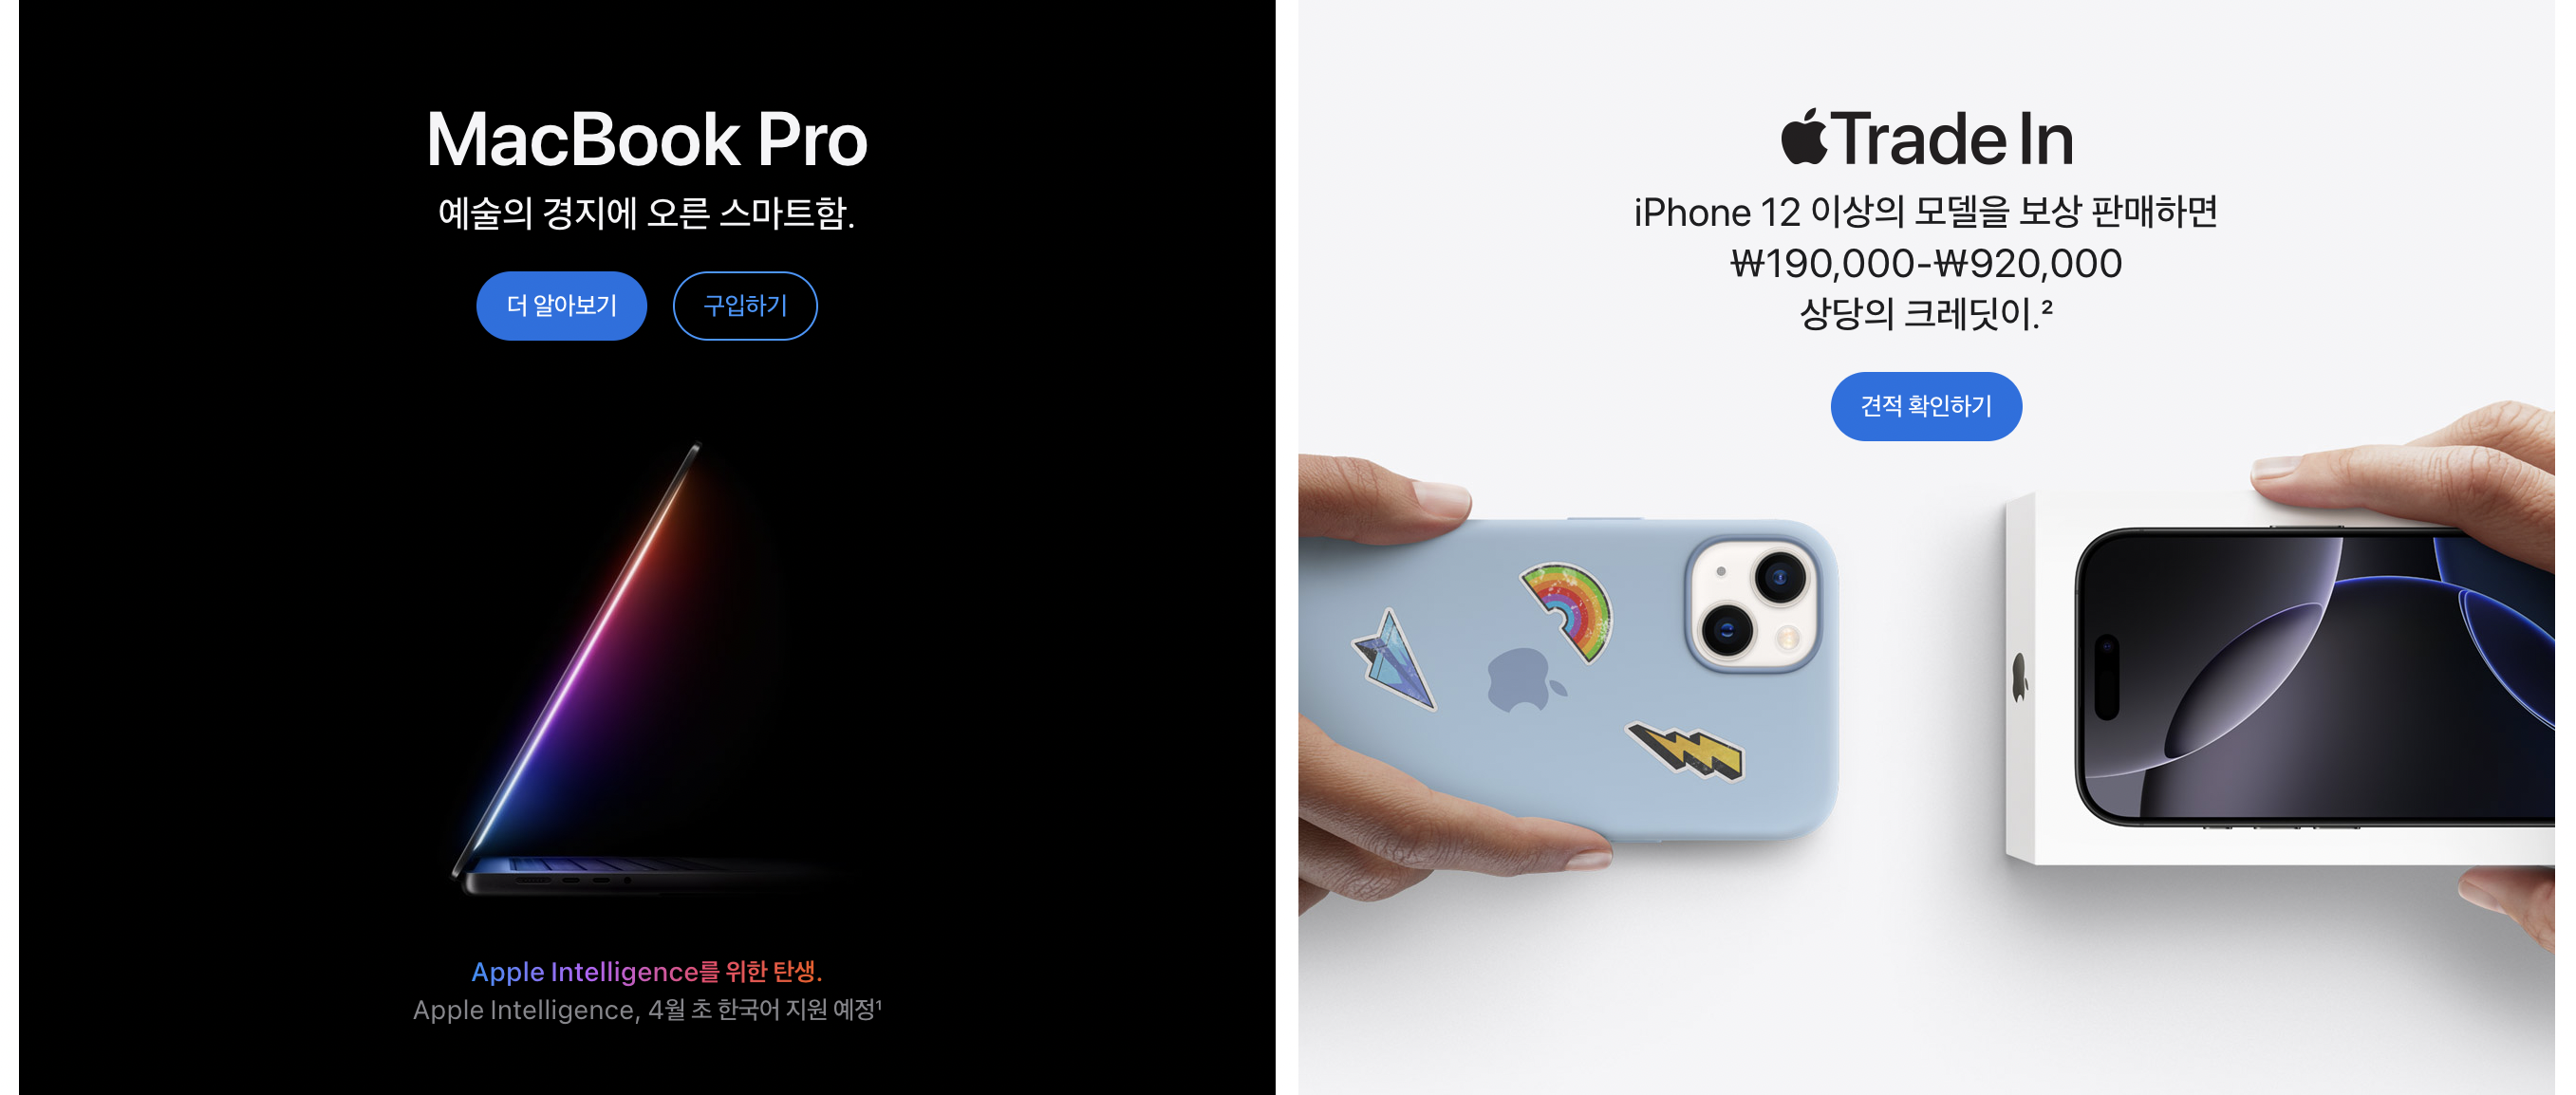 MacBook Pro
예술의 경지에 오른 스마트함.
더 알아보기
구입하기
Apple Intelligence를 위한 탄생.
Apple Intelligence, 4월 초 한국어 지원 예정¹
Trade In
iPhone 12 이상의 모델을 보상 판매하면
₩190,000-₩920,000
상당의 크레딧이.²
견적 확인하기